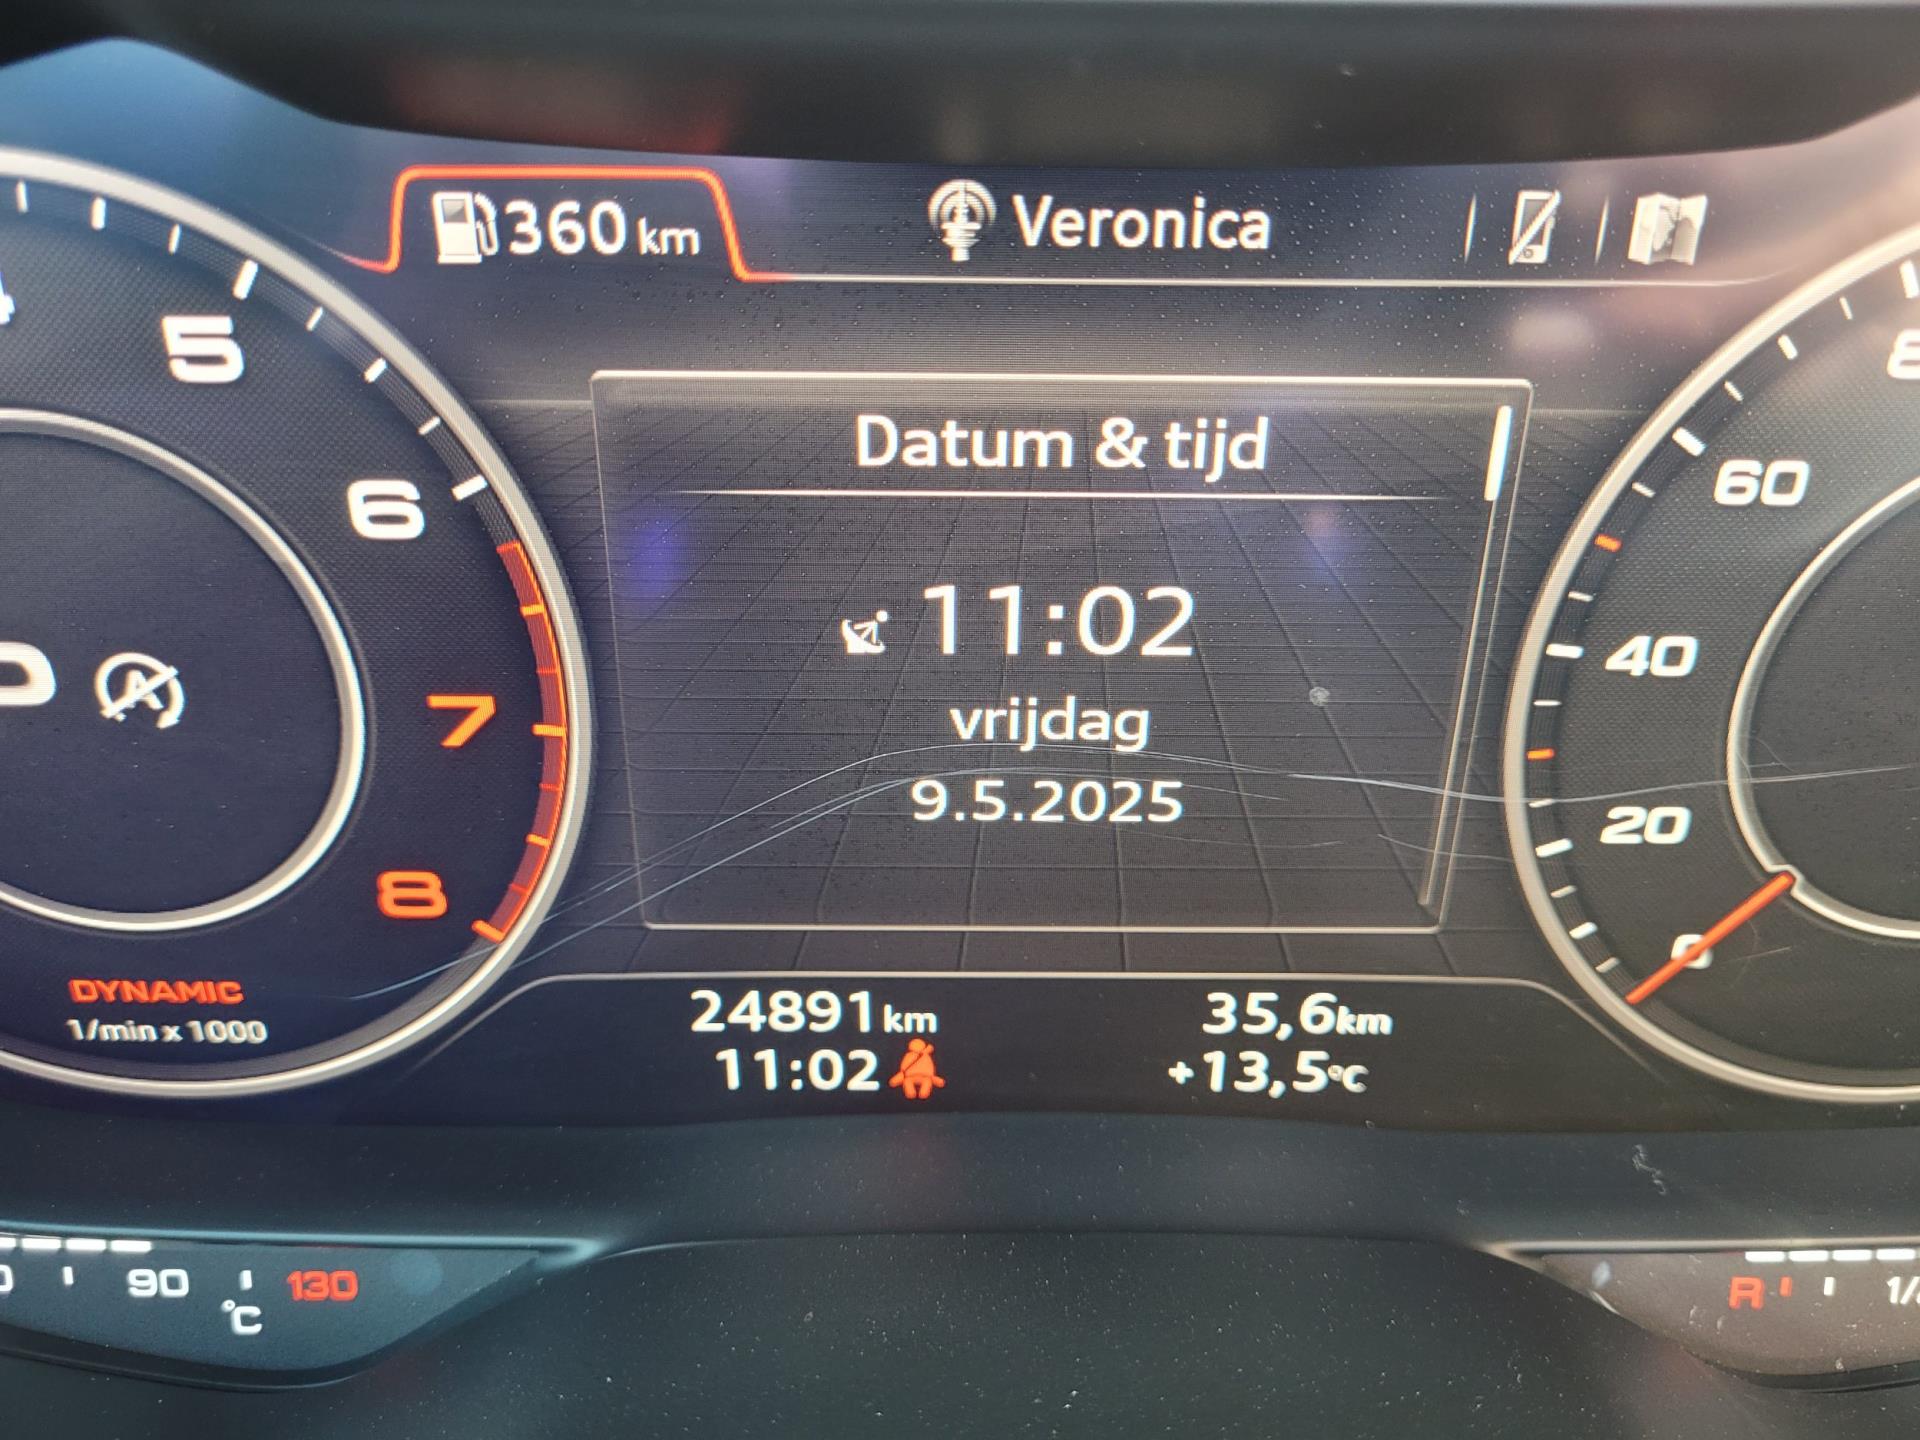 360 km
Veronica
5
6
7
8
DYNAMIC
1/min x 1000
Datum & tijd
11:02
vrijdag
9.5.2025
60
40
20
0
24891 km
35,6 km
11:02
+13,5 °C
90
130
°C
R